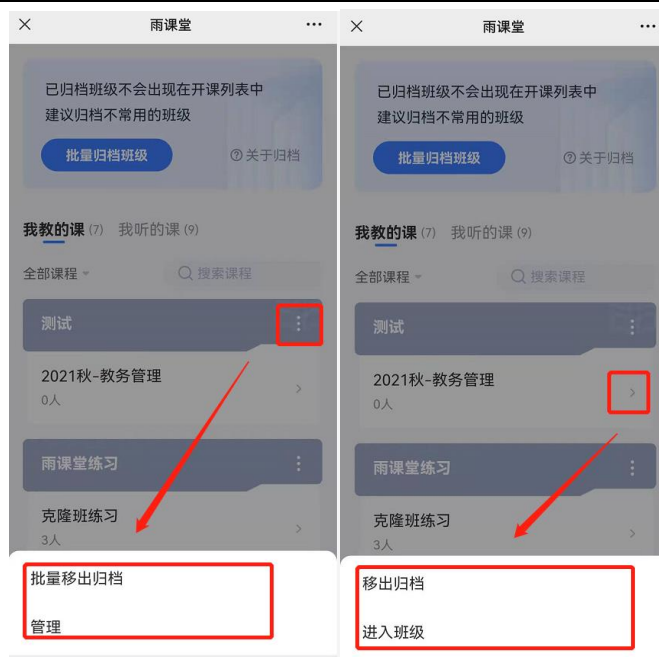 雨课堂
已归档班级不会出现在开课列表中
建议归档不常用的班级
批量归档班级
关于归档
我教的课 (7) 我听的课 (9)
全部课程
搜索课程
测试
2021秋-教务管理
0人
雨课堂练习
克隆班练习
3人
批量移出归档
管理
雨课堂
已归档班级不会出现在开课列表中
建议归档不常用的班级
批量归档班级
关于归档
我教的课 (7) 我听的课 (9)
全部课程
搜索课程
测试
2021秋-教务管理
0人
雨课堂练习
克隆班练习
3人
移出归档
进入班级